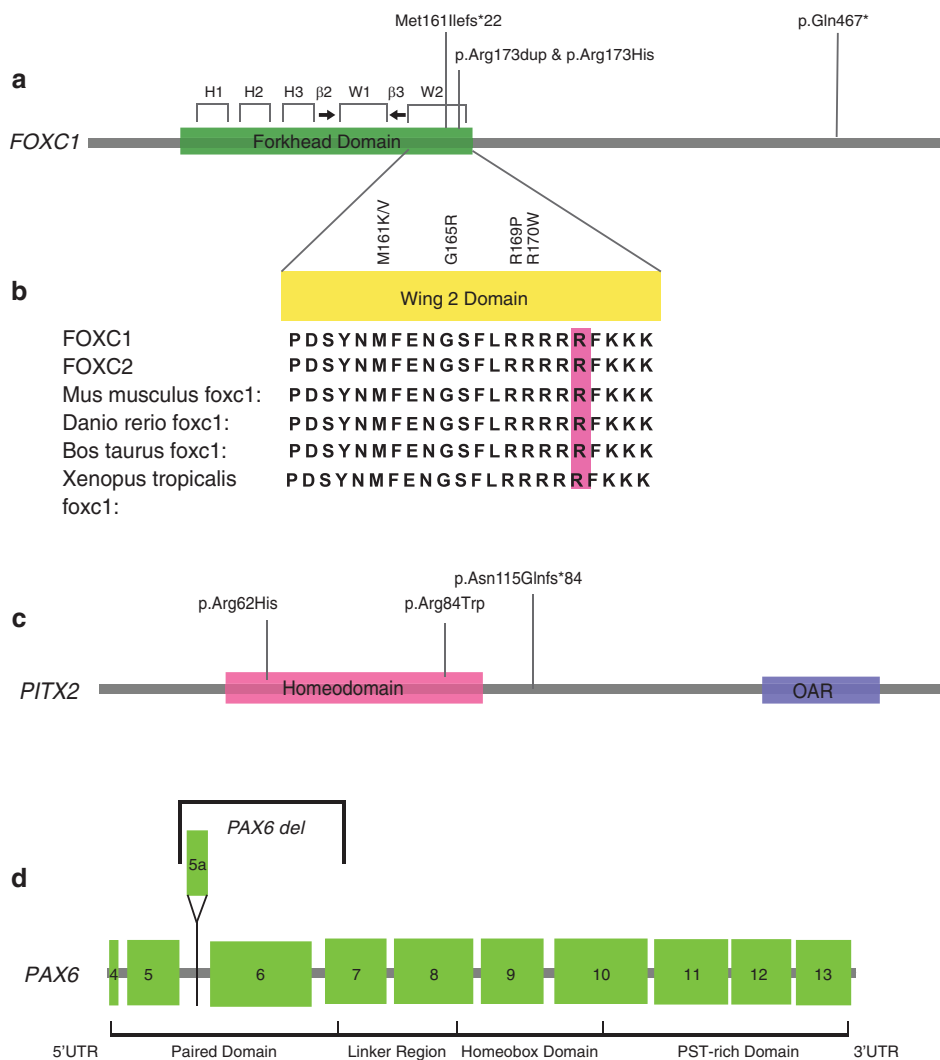 Met161Ilefs*22
p.Gln467*
p.Arg173dup & p.Arg173His
a
H1 H2 H3 β2 W1 β3 W2
FOXC1
Forkhead Domain
M161K/V
G165R
R169P
R170W
b
Wing 2 Domain
FOXC1 PDSYNMFENGSFLRRRRRFKKK
FOXC2 PDSYNMFENGSFLRRRRRFKKK
Mus musculus foxc1: PDSYNMFENGSFLRRRRRFKKK
Danio rerio foxc1: PDSYNMFENGSFLRRRRRFKKK
Bos taurus foxc1: PDSYNMFENGSFLRRRRRFKKK
Xenopus tropicalis PDSYNMFENGSFLRRRRRFKKK
foxc1:
p.Asn115Glnfs*84
p.Arg62His
p.Arg84Trp
c
PITX2
Homeodomain
OAR
PAX6 del
5a
d
PAX6
4 5 6 7 8 9 10 11 12 13
5'UTR Paired Domain Linker Region Homeobox Domain PST-rich Domain 3'UTR